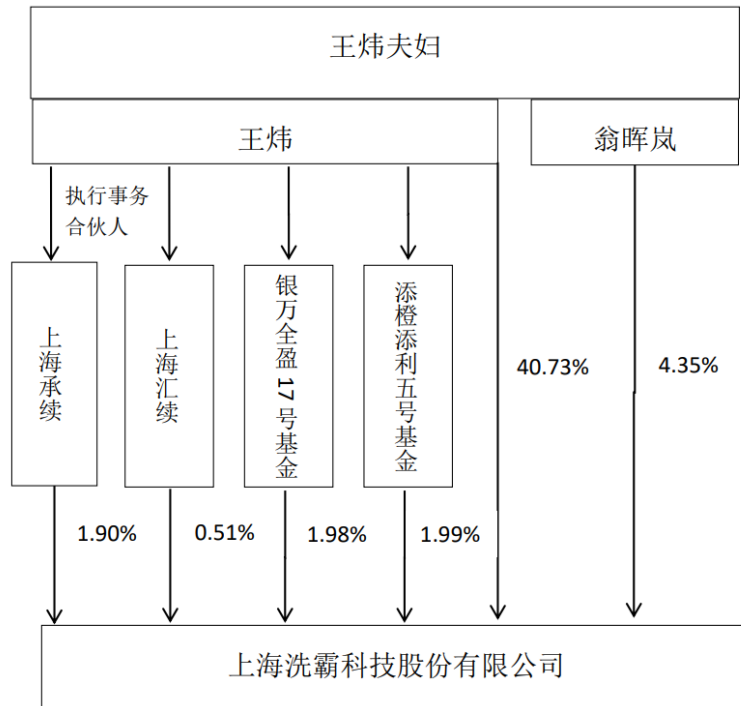 王炜夫妇
王炜
翁晖岚
执行事务
合伙人
上海承续
上海汇续
银万全盈17号基金
添橙添利五号基金
40.73%
4.35%
1.90%
0.51%
1.98%
1.99%
上海洗霸科技股份有限公司